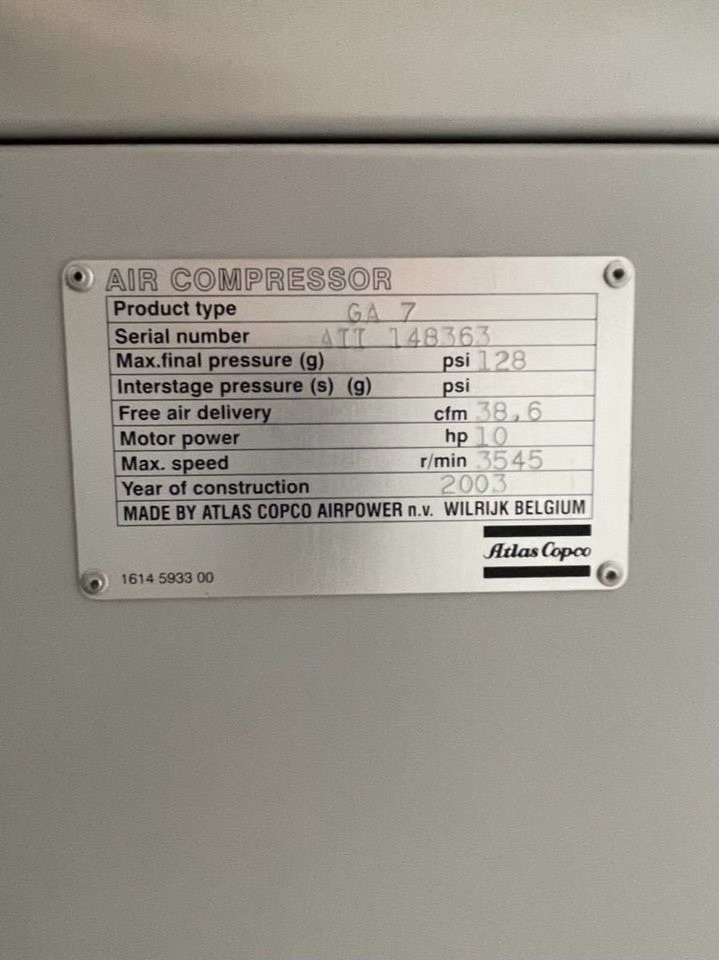 AIR COMPRESSOR
Product type GA 7
Serial number AII 148363
Max.final pressure (g) psi 128
Interstage pressure (s) (g) psi
Free air delivery cfm 38,6
Motor power hp 10
Max. speed r/min 3545
Year of construction 2003
MADE BY ATLAS COPCO AIRPOWER n.v. WILRIJK BELGIUM
Atlas Copco
1614 5933 00